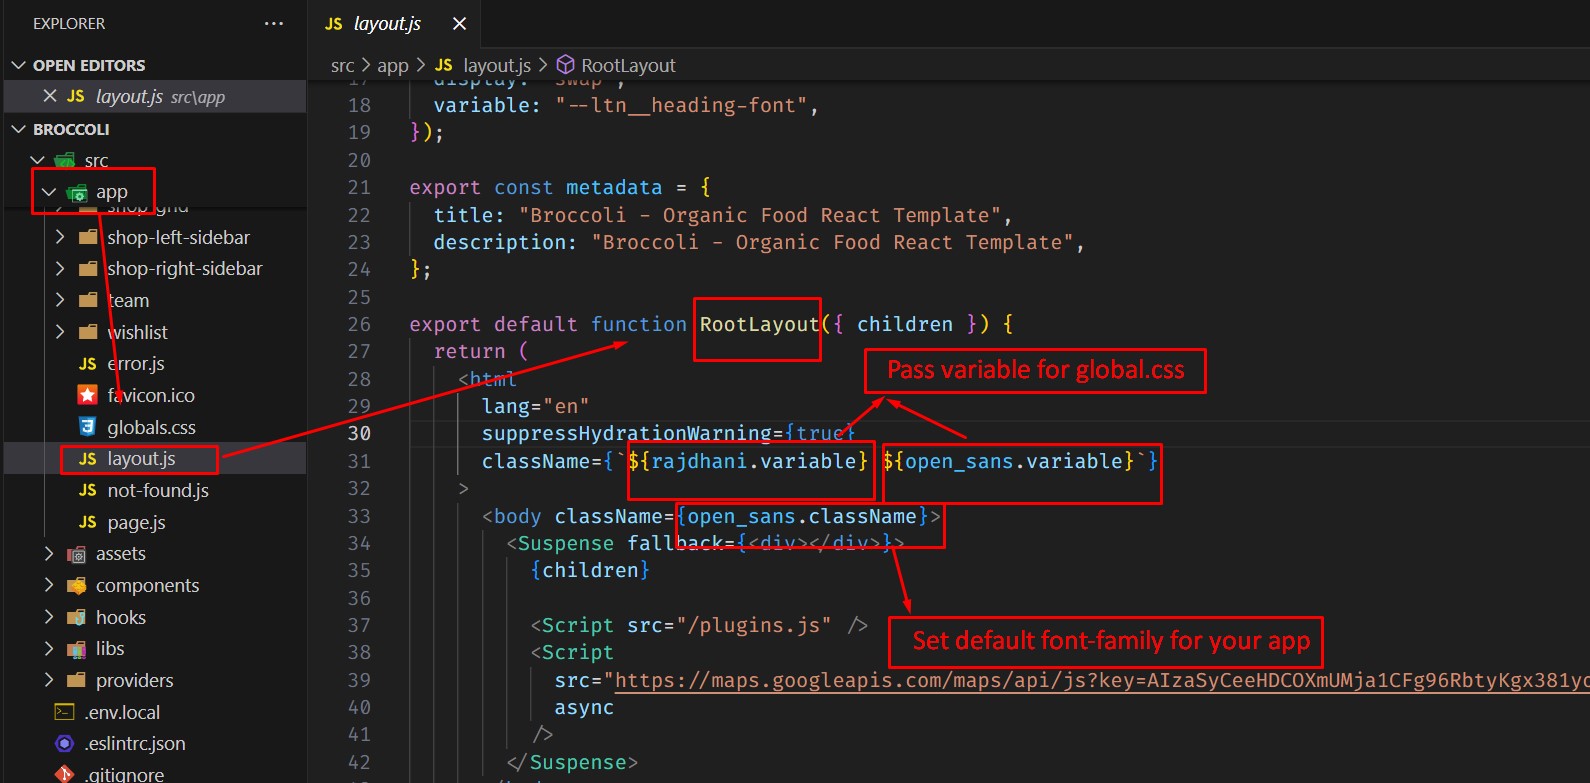 EXPLORER
···
OPEN EDITORS
JS layout.js src\app
BROCCOLI
src
app
shop-grid
shop-left-sidebar
shop-right-sidebar
team
wishlist
JS error.js
favicon.ico
globals.css
JS layout.js
JS not-found.js
JS page.js
assets
components
hooks
libs
providers
.env.local
.eslintrc.json
.gitignore
JS layout.js
src > app > JS layout.js > RootLayout
17 display: "swap",
18 variable: "--ltn__heading-font",
19 });
20
21 export const metadata = {
22 title: "Broccoli - Organic Food React Template",
23 description: "Broccoli - Organic Food React Template",
24 };
25
26 export default function RootLayout({ children }) {
27 return (
28 <html
29 lang="en"
30 suppressHydrationWarning={true}
31 className={`${rajdhani.variable} ${open_sans.variable}`}
32 >
33 <body className={open_sans.className}>
34 <Suspense fallback={<div></div>}>
35 {children}
36
37 <Script src="/plugins.js" />
38 <Script
39 src="https://maps.googleapis.com/maps/api/js?key=
40 async
41 />
42 </Suspense>
Pass variable for global.css
Set default font-family for your app